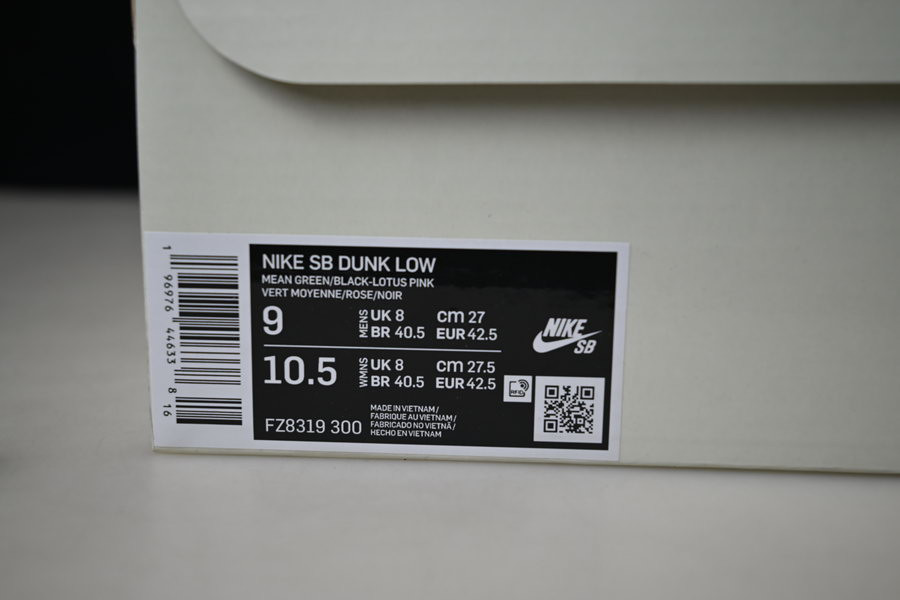 1 96976 44633 8 16
NIKE SB DUNK LOW
MEAN GREEN/BLACK-LOTUS PINK
VERT MOYENNE/ROSE/NOIR
9 MENS UK 8 cm 27
BR 40.5 EUR 42.5
10.5 WMNS UK 8 cm 27.5
BR 40.5 EUR 42.5
FZ8319 300
MADE IN VIETNAM/
FABRIQUE AU VIETNAM/
FABRICADO NO VIETNÃ/
HECHO EN VIETNAM
RFID
NIKE
SB